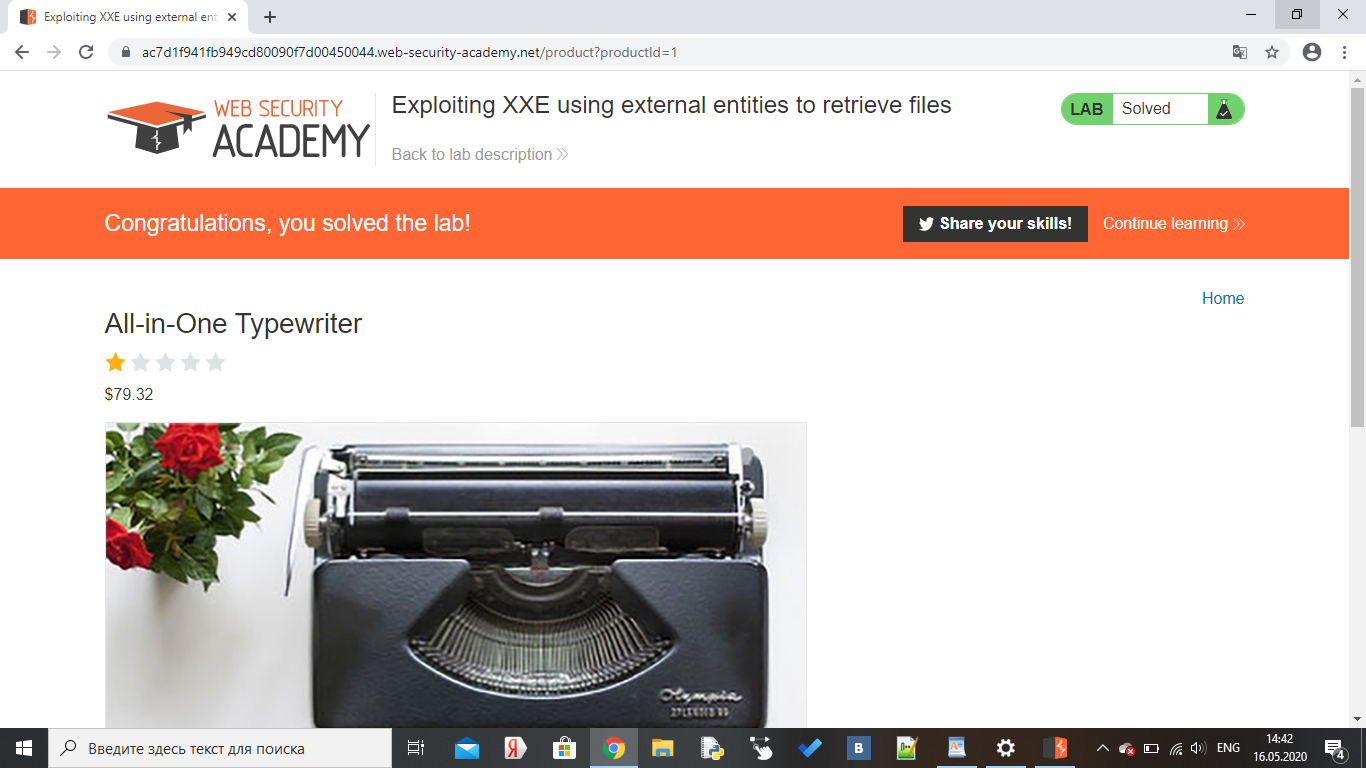 Exploiting XXE using external ent
ac7d1f941fb949cd80090f7d00450044.web-security-academy.net/product?productId=1
WEB SECURITY
ACADEMY
Exploiting XXE using external entities to retrieve files
Back to lab description
LAB Solved
Congratulations, you solved the lab!
Share your skills!
Continue learning
Home
All-in-One Typewriter
$79.32
Olympia
SPLENDID 99
Введите здесь текст для поиска
Я
B
ENG
14:42
16.05.2020
4